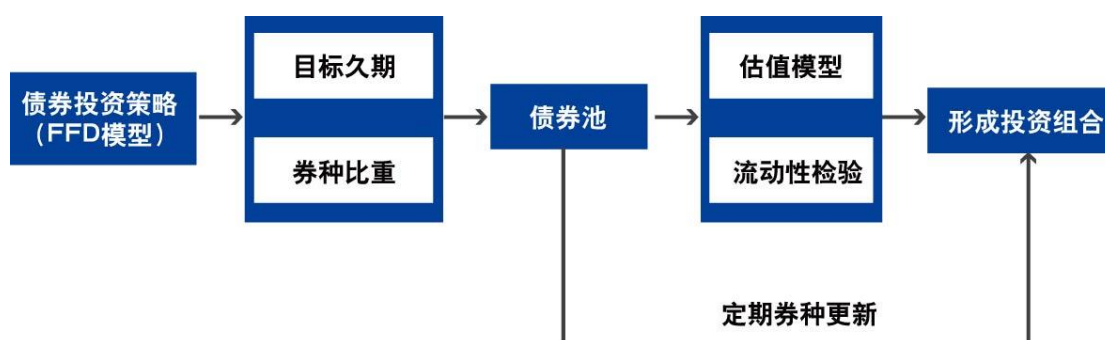 债券投资策略
（FFD模型）
目标久期
券种比重
债券池
估值模型
流动性检验
形成投资组合
定期券种更新